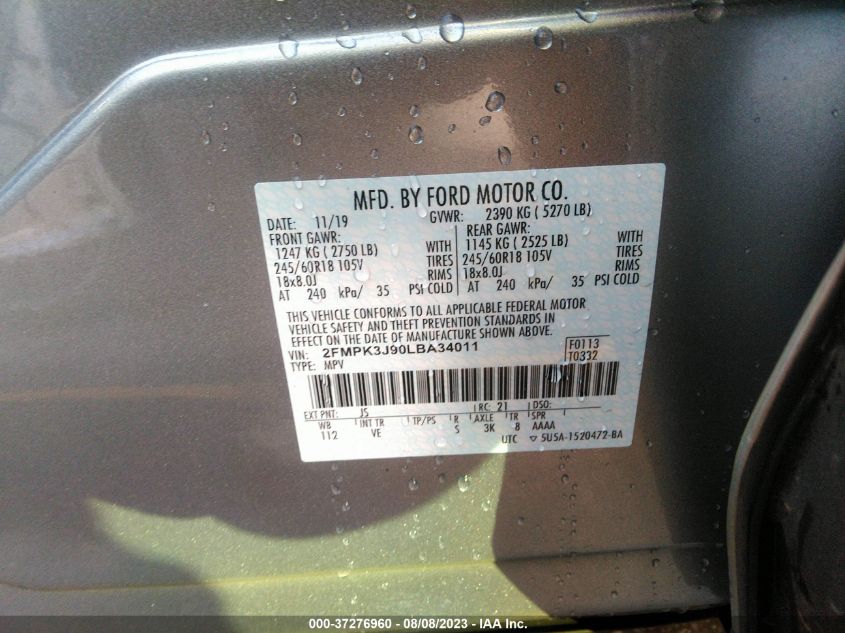 MFD. BY FORD MOTOR CO.
DATE: 11/19 GVWR: 2390 KG ( 5270 LB)
FRONT GAWR: REAR GAWR:
1247 KG ( 2750 LB) WITH 1145 KG ( 2525 LB) WITH
245/60R18 105V TIRES 245/60R18 105V TIRES
18x8.0J RIMS 18x8.0J RIMS
AT 240 kPa/ 35 PSI COLD AT 240 kPa/ 35 PSI COLD
THIS VEHICLE CONFORMS TO ALL APPLICABLE FEDERAL MOTOR
VEHICLE SAFETY AND THEFT PREVENTION STANDARDS IN
EFFECT ON THE DATE OF MANUFACTURE SHOWN ABOVE.
VIN: 2FMPK3J90LBA34011 F0113
TYPE: MPV T0332
EXT PNT: JS RC: 21 DSO:
WB INT TR TP/PS R AXLE TR SPR
112 VE S 3K 8 AAAA
UTC ▽ 5U5A-1520472-BA
000-37276960 - 08/08/2023 - IAA Inc.